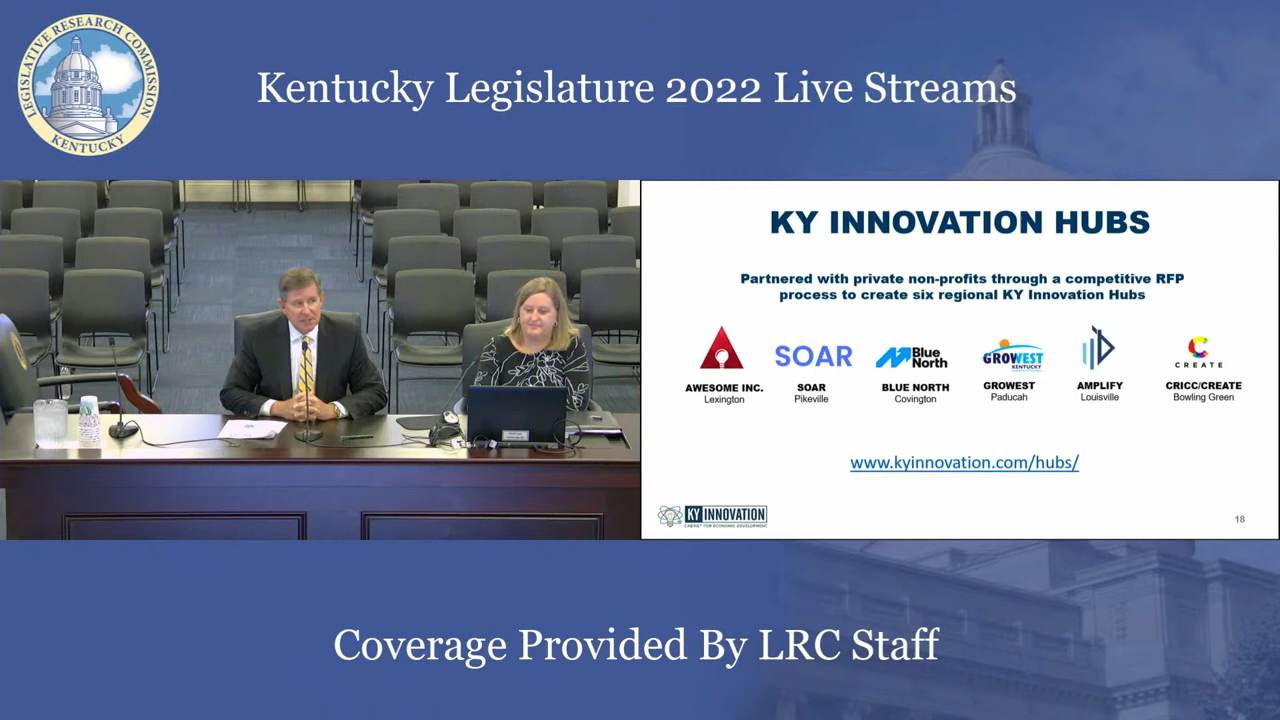 LEGISLATIVE RESEARCH COMMISSION
KENTUCKY
Kentucky Legislature 2022 Live Streams
KY INNOVATION HUBS
Partnered with private non-profits through a competitive RFP
process to create six regional KY Innovation Hubs
SOAR
Blue
North
GROWEST
KENTUCKY
CREATE
AWESOME INC.
Lexington
SOAR
Pikeville
BLUE NORTH
Covington
GROWEST
Paducah
AMPLIFY
Louisville
CRICC/CREATE
Bowling Green
www.kyinnovation.com/hubs/
KY INNOVATION
CABINET FOR ECONOMIC DEVELOPMENT
18
Coverage Provided By LRC Staff